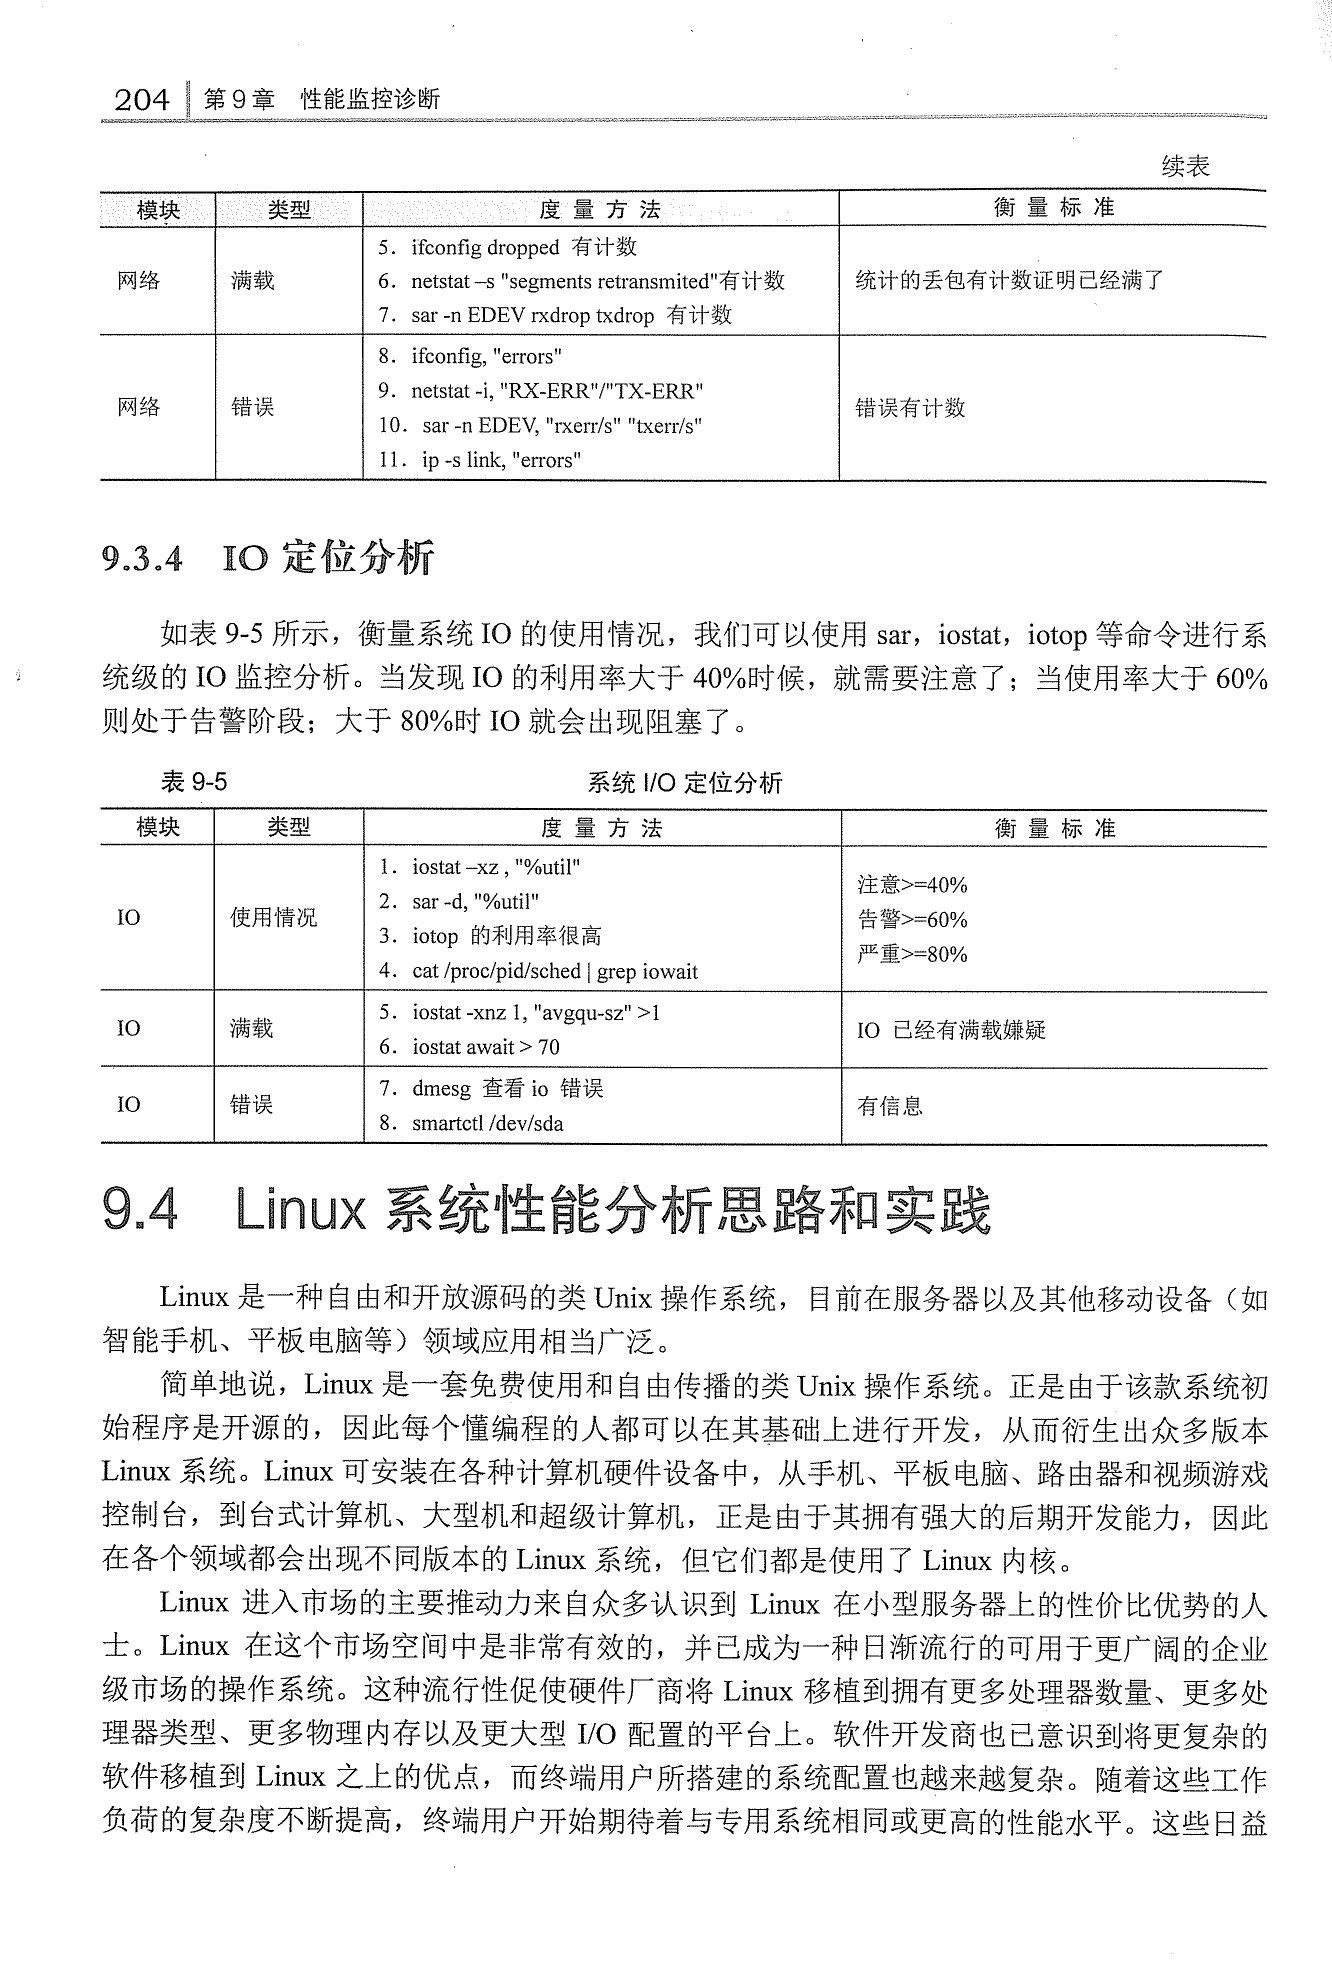 204 第9章 性能监控诊断
续表
模块 类型 度量方法 衡量标准
网络 满载 5．ifconfig dropped 有计数
6．netstat –s "segments retransmited"有计数 统计的丢包有计数证明已经满了
7．sar -n EDEV rxdrop txdrop 有计数
网络 错误 8．ifconfig, "errors"
9．netstat -i, "RX-ERR"/"TX-ERR" 错误有计数
10．sar -n EDEV, "rxerr/s" "txerr/s"
11．ip -s link, "errors"
9.3.4 IO 定位分析
如表 9-5 所示，衡量系统 IO 的使用情况，我们可以使用 sar，iostat，iotop 等命令进行系
统级的 IO 监控分析。当发现 IO 的利用率大于 40%时候，就需要注意了；当使用率大于 60%
则处于告警阶段；大于 80%时 IO 就会出现阻塞了。
表 9-5 系统 I/O 定位分析
模块 类型 度量方法 衡量标准
IO 使用情况 1．iostat –xz , "%util"
2．sar -d, "%util" 注意>=40%
3．iotop 的利用率很高 告警>=60%
4．cat /proc/pid/sched | grep iowait 严重>=80%
IO 满载 5．iostat -xnz 1, "avgqu-sz" >1
6．iostat await > 70 IO 已经有满载嫌疑
IO 错误 7．dmesg 查看 io 错误
8．smartctl /dev/sda 有信息
9.4 Linux 系统性能分析思路和实践
Linux 是一种自由和开放源码的类 Unix 操作系统，目前在服务器以及其他移动设备（如
智能手机、平板电脑等）领域应用相当广泛。
简单地说，Linux 是一套免费使用和自由传播的类 Unix 操作系统。正是由于该款系统初
始程序是开源的，因此每个懂编程的人都可以在其基础上进行开发，从而衍生出众多版本
Linux 系统。Linux 可安装在各种计算机硬件设备中，从手机、平板电脑、路由器和视频游戏
控制台，到台式计算机、大型机和超级计算机，正是由于其拥有强大的后期开发能力，因此
在各个领域都会出现不同版本的 Linux 系统，但它们都是使用了 Linux 内核。
Linux 进入市场的主要推动力来自众多认识到 Linux 在小型服务器上的性价比优势的人
士。Linux 在这个市场空间中是非常有效的，并已成为一种日渐流行的可用于更广阔的企业
级市场的操作系统。这种流行性促使硬件厂商将 Linux 移植到拥有更多处理器数量、更多处
理器类型、更多物理内存以及更大型 I/O 配置的平台上。软件开发商也已意识到将更复杂的
软件移植到 Linux 之上的优点，而终端用户所搭建的系统配置也越来越复杂。随着这些工作
负荷的复杂度不断提高，终端用户开始期待着与专用系统相同或更高的性能水平。这些日益